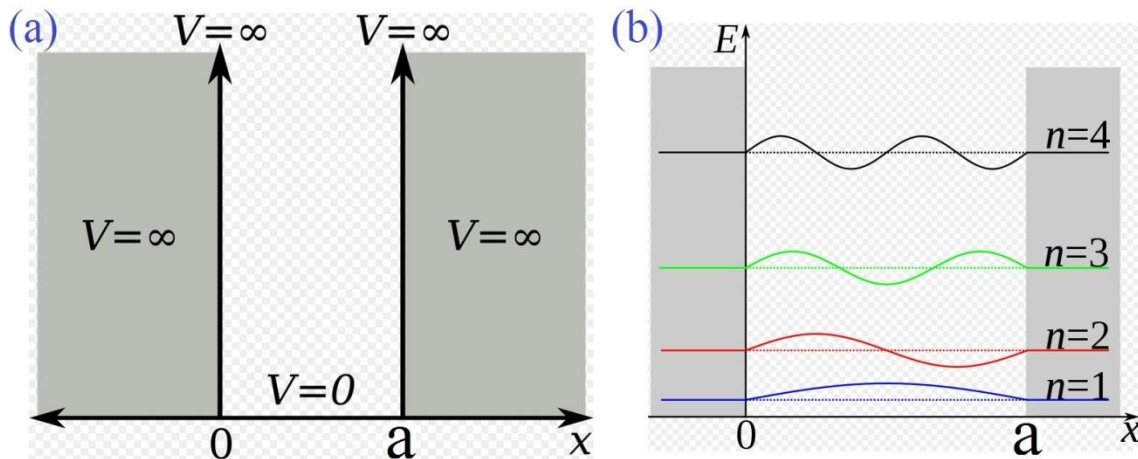 (a)
V=∞ V=∞
V=∞ V=∞
V=0
0 a x
(b)
E
n=4
n=3
n=2
n=1
0 a x